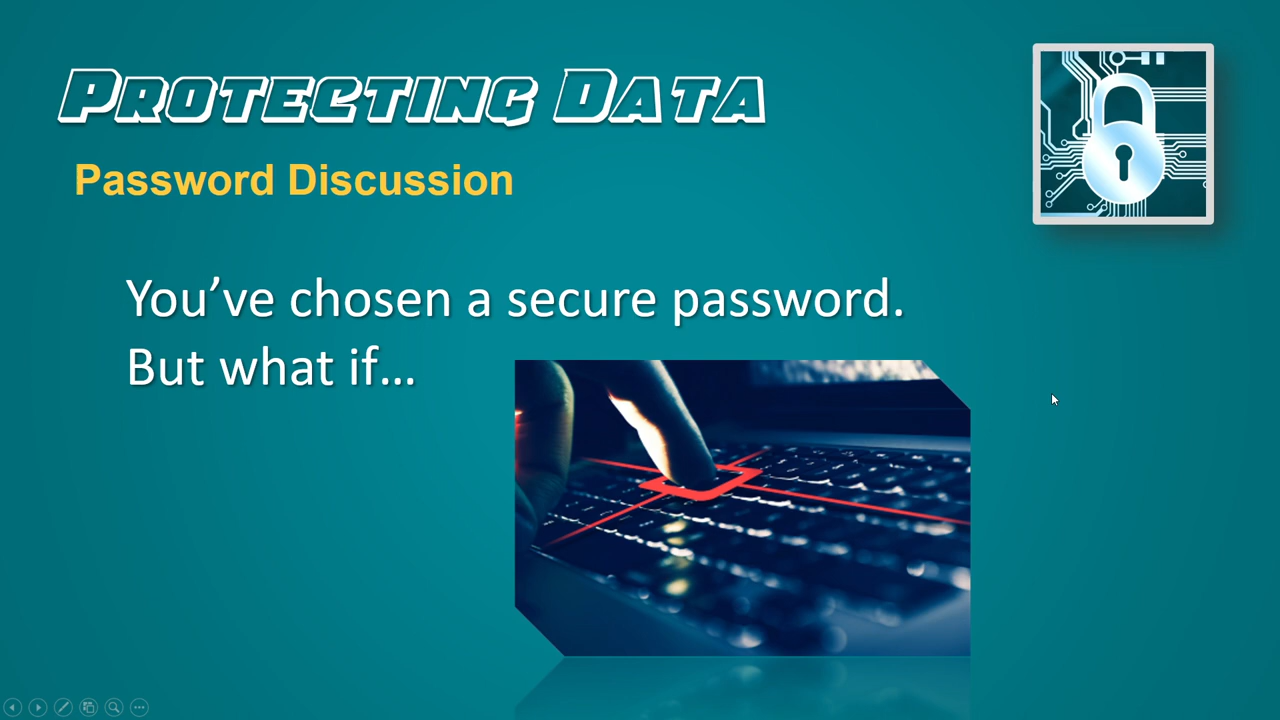 Protecting Data
Password Discussion
You’ve chosen a secure password.
But what if…